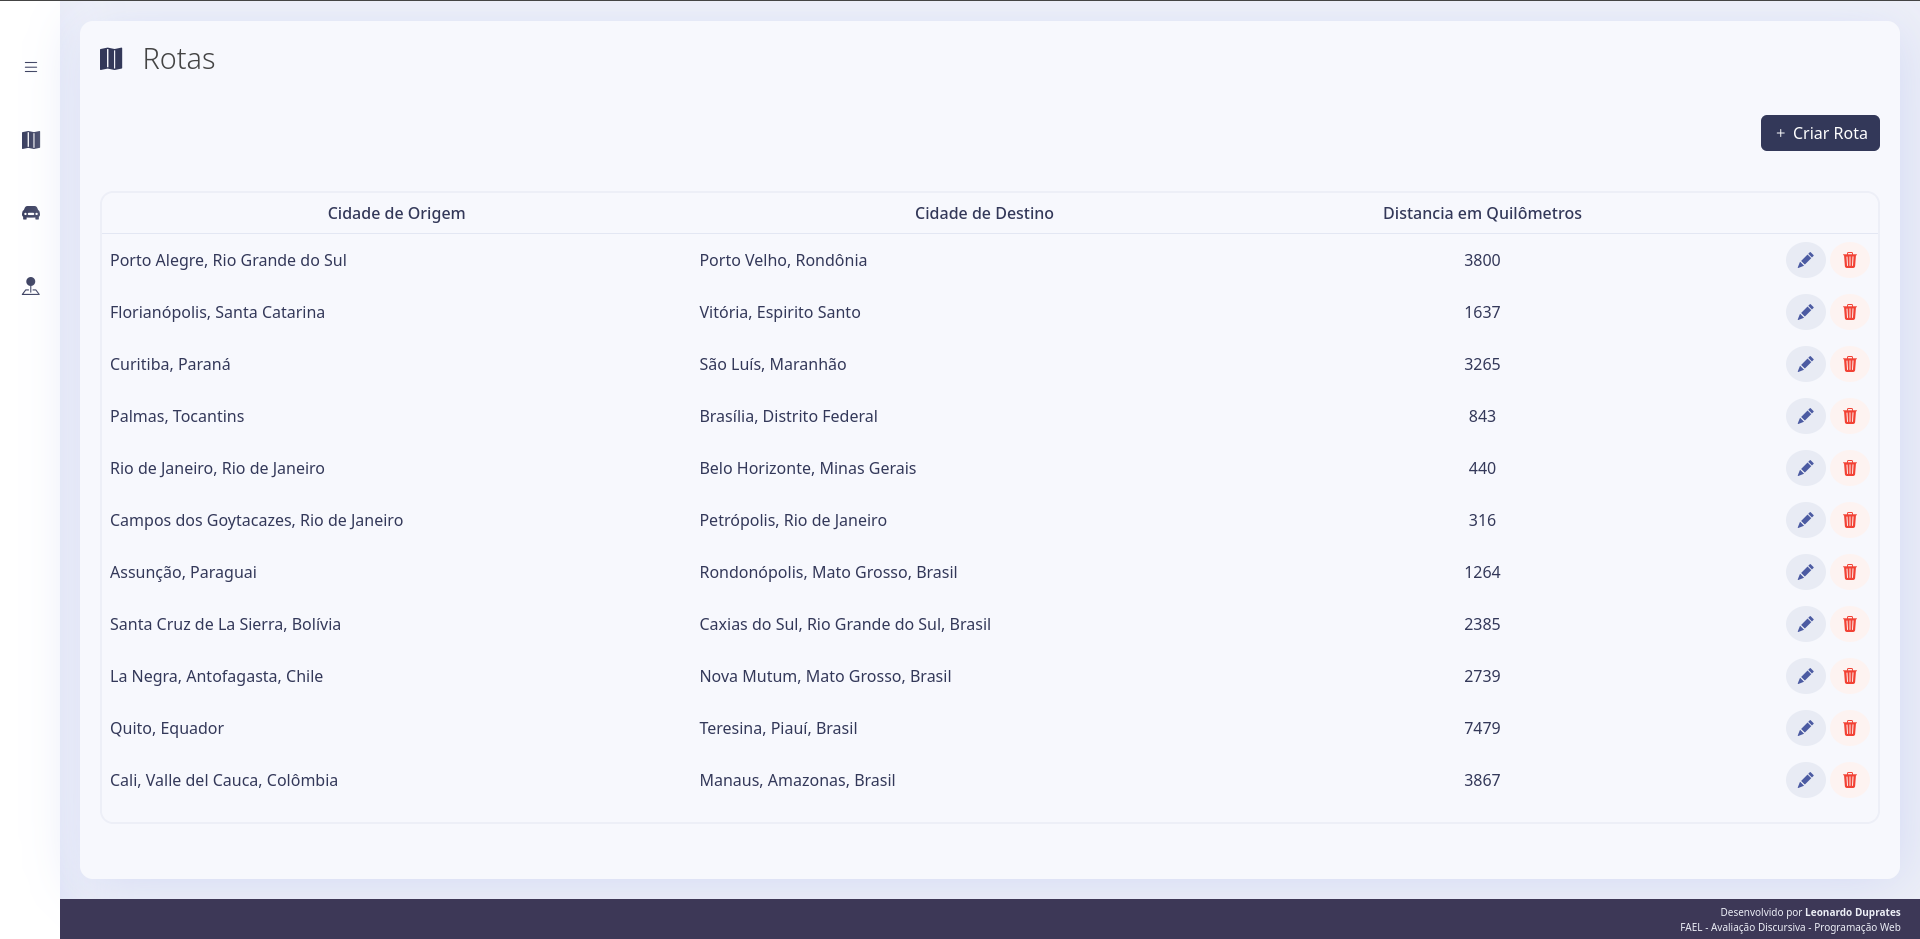 Rotas
+ Criar Rota
Cidade de Origem Cidade de Destino Distancia em Quilômetros
Porto Alegre, Rio Grande do Sul Porto Velho, Rondônia 3800
Florianópolis, Santa Catarina Vitória, Espirito Santo 1637
Curitiba, Paraná São Luís, Maranhão 3265
Palmas, Tocantins Brasília, Distrito Federal 843
Rio de Janeiro, Rio de Janeiro Belo Horizonte, Minas Gerais 440
Campos dos Goytacazes, Rio de Janeiro Petrópolis, Rio de Janeiro 316
Assunção, Paraguai Rondonópolis, Mato Grosso, Brasil 1264
Santa Cruz de La Sierra, Bolívia Caxias do Sul, Rio Grande do Sul, Brasil 2385
La Negra, Antofagasta, Chile Nova Mutum, Mato Grosso, Brasil 2739
Quito, Equador Teresina, Piauí, Brasil 7479
Cali, Valle del Cauca, Colômbia Manaus, Amazonas, Brasil 3867
Desenvolvido por Leonardo Duprates
FAEL - Avaliação Discursiva - Programação Web